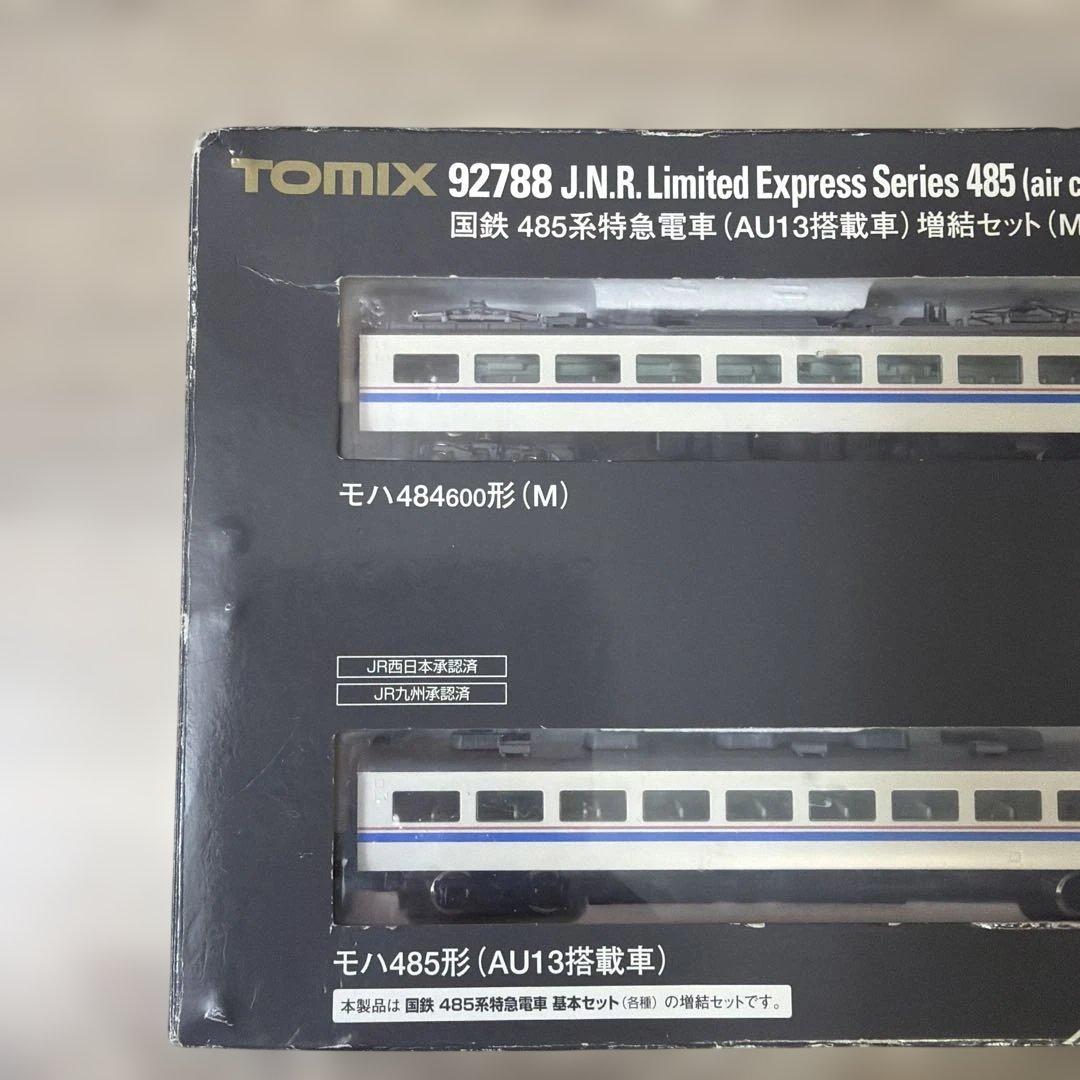 TOMIX 92788 J.N.R. Limited Express Series 485 (air c
国鉄 485系特急電車(AU13搭載車)増結セット(M
モハ484600形(M)
JR西日本承認済
JR九州承認済
モハ485形(AU13搭載車)
本製品は 国鉄 485系特急電車 基本セット(各種) の増結セットです。